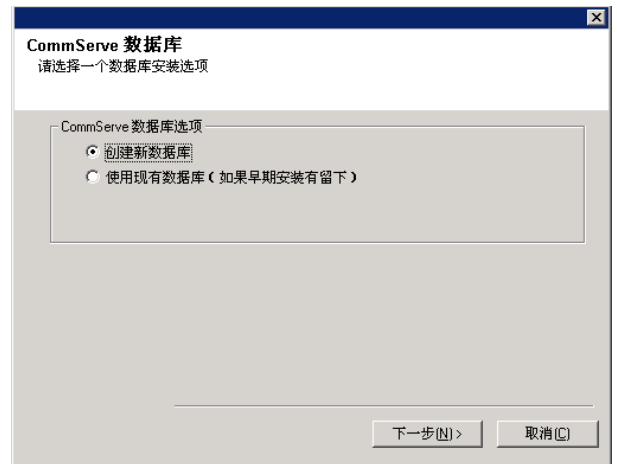 CommServe 数据库
请选择一个数据库安装选项
CommServe 数据库选项
创建新数据库
使用现有数据库（如果早期安装有留下）
下一步(N) >
取消(C)